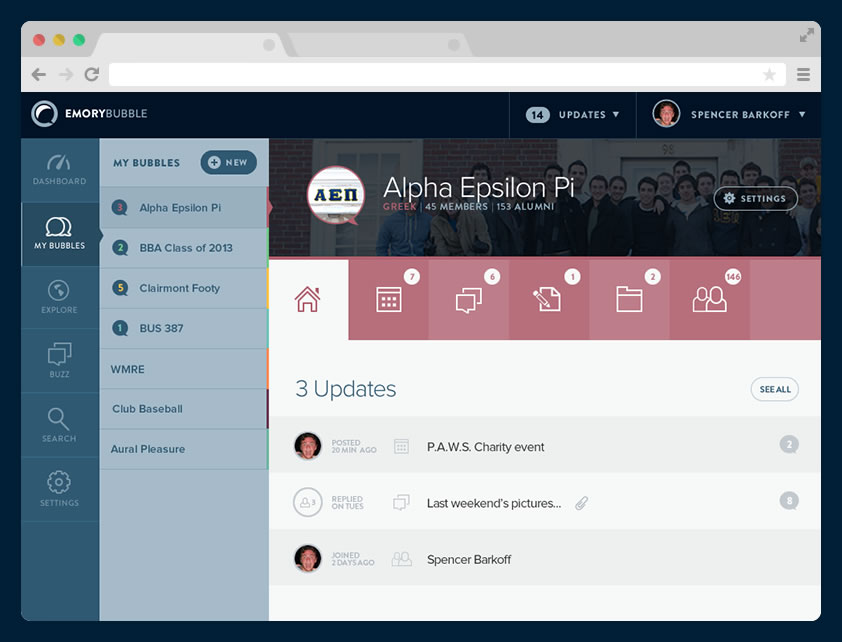 EMORYBUBBLE
14 UPDATES ▼
SPENCER BARKOFF ▼
DASHBOARD
MY BUBBLES
EXPLORE
BUZZ
SEARCH
SETTINGS
MY BUBBLES
NEW
3 Alpha Epsilon Pi
2 BBA Class of 2013
5 Clairmont Footy
1 BUS 387
WMRE
Club Baseball
Aural Pleasure
98
ΑΕΠ
Alpha Epsilon Pi
GREEK | 45 MEMBERS | 153 ALUMNI
SETTINGS
7
6
1
2
146
3 Updates
SEE ALL
POSTED
20 MIN AGO
P.A.W.S. Charity event
2
3
REPLIED
ON TUES
Last weekend's pictures...
8
JOINED
2 DAYS AGO
Spencer Barkoff